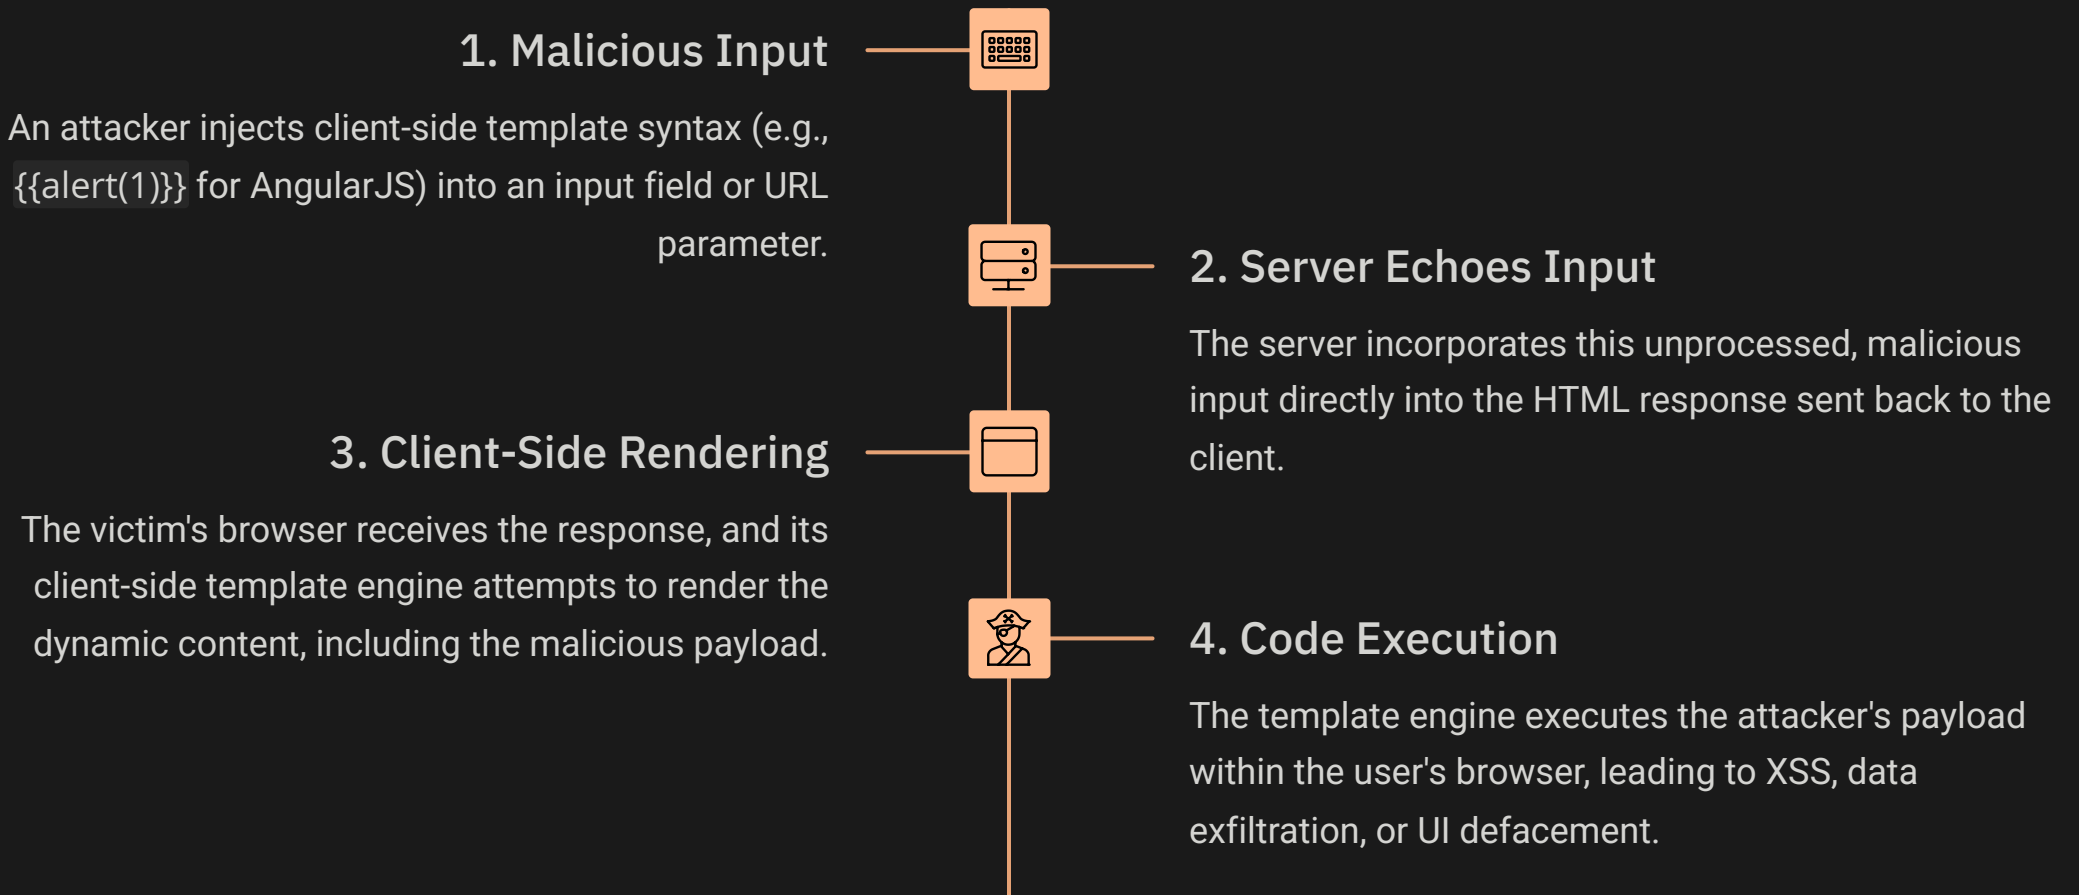 1. Malicious Input
An attacker injects client-side template syntax (e.g.,
{{alert(1)}} for AngularJS) into an input field or URL
parameter.
2. Server Echoes Input
The server incorporates this unprocessed, malicious
input directly into the HTML response sent back to the
client.
3. Client-Side Rendering
The victim's browser receives the response, and its
client-side template engine attempts to render the
dynamic content, including the malicious payload.
4. Code Execution
The template engine executes the attacker's payload
within the user's browser, leading to XSS, data
exfiltration, or UI defacement.